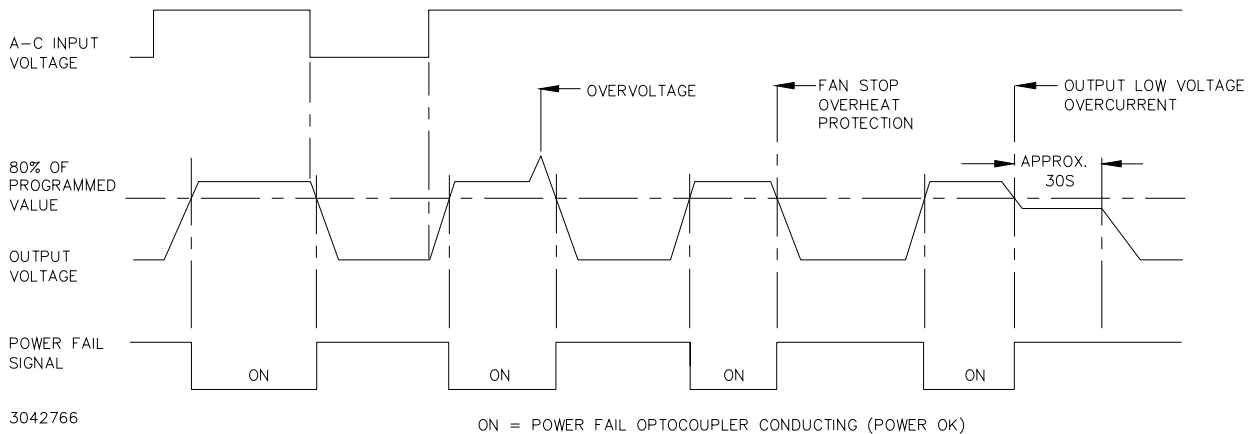 A-C INPUT
VOLTAGE
OVERVOLTAGE
FAN STOP
OVERHEAT
PROTECTION
OUTPUT LOW VOLTAGE
OVERCURRENT
80% OF
PROGRAMMED
VALUE
APPROX.
30S
OUTPUT
VOLTAGE
POWER FAIL
SIGNAL
ON
ON
ON
ON
3042766
ON = POWER FAIL OPTOCOUPLER CONDUCTING (POWER OK)